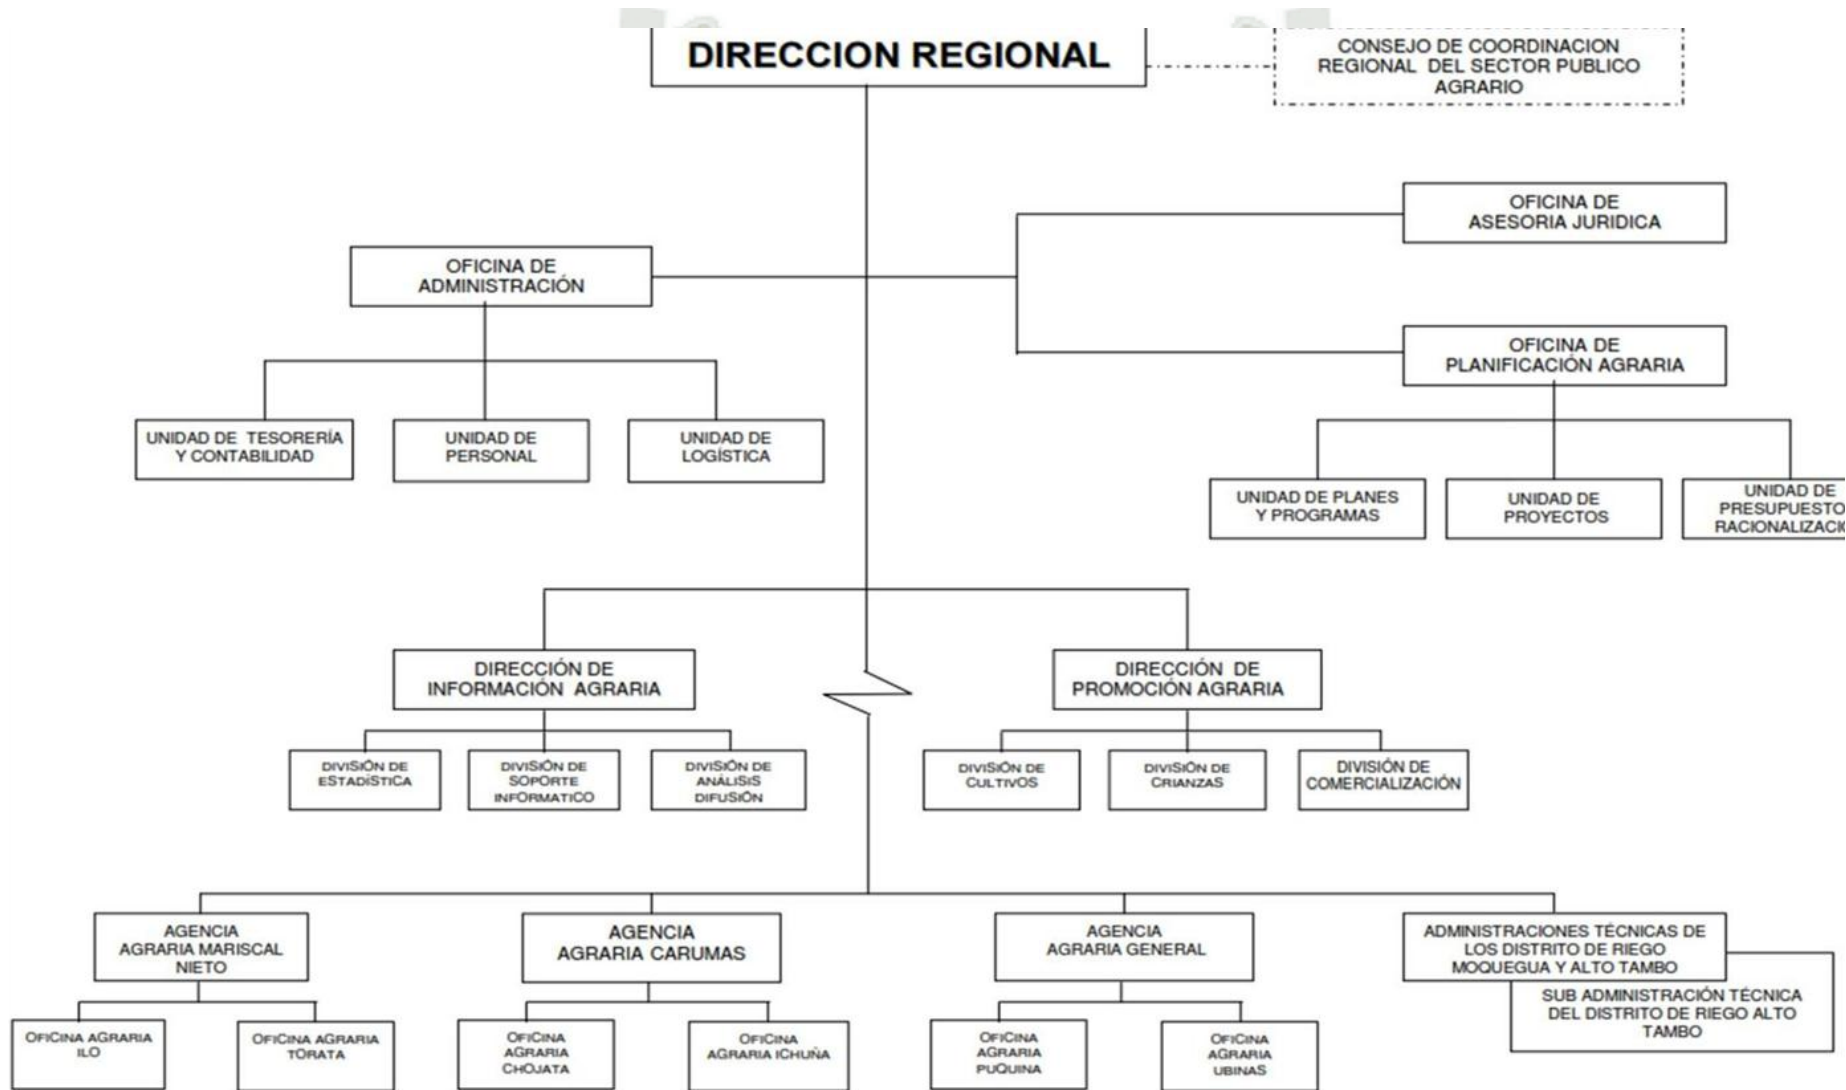 DIRECCION REGIONAL
CONSEJO DE COORDINACION
REGIONAL DEL SECTOR PUBLICO
AGRARIO
OFICINA DE
ASESORIA JURIDICA
OFICINA DE
ADMINISTRACIÓN
OFICINA DE
PLANIFICACIÓN AGRARIA
UNIDAD DE TESORERÍA
Y CONTABILIDAD
UNIDAD DE
PERSONAL
UNIDAD DE
LOGÍSTICA
UNIDAD DE PLANES
Y PROGRAMAS
UNIDAD DE
PROYECTOS
UNIDAD DE
PRESUPUESTO
DIRECCIÓN DE
INFORMACIÓN AGRARIA
DIRECCIÓN DE
PROMOCIÓN AGRARIA
DIVISIÓN DE
ESTADÍSTICA
DIVISIÓN DE
SOPORTE
INFORMATICO
DIVISIÓN DE
ANÁLISIS
DIFUSIÓN
DIVISIÓN DE
CULTIVOS
DIVISIÓN DE
CRIANZAS
DIVISIÓN DE
COMERCIALIZACIÓN
AGENCIA
AGRARIA MARISCAL
NIETO
AGENCIA
AGRARIA CARUMAS
AGENCIA
AGRARIA GENERAL
ADMINISTRACIONES TÉCNICAS DE
LOS DISTRITO DE RIEGO
MOQUEGUA Y ALTO TAMBO
SUB ADMINISTRACIÓN TÉCNICA
DEL DISTRITO DE RIEGO ALTO
TAMBO
OFICINA AGRARIA
ILO
OFICINA AGRARIA
TORATA
OFICINA
AGRARIA
CHOJATA
OFICINA
AGRARIA ICHUÑA
OFICINA
AGRARIA
PUQUINA
OFICINA
AGRARIA
UBINAS